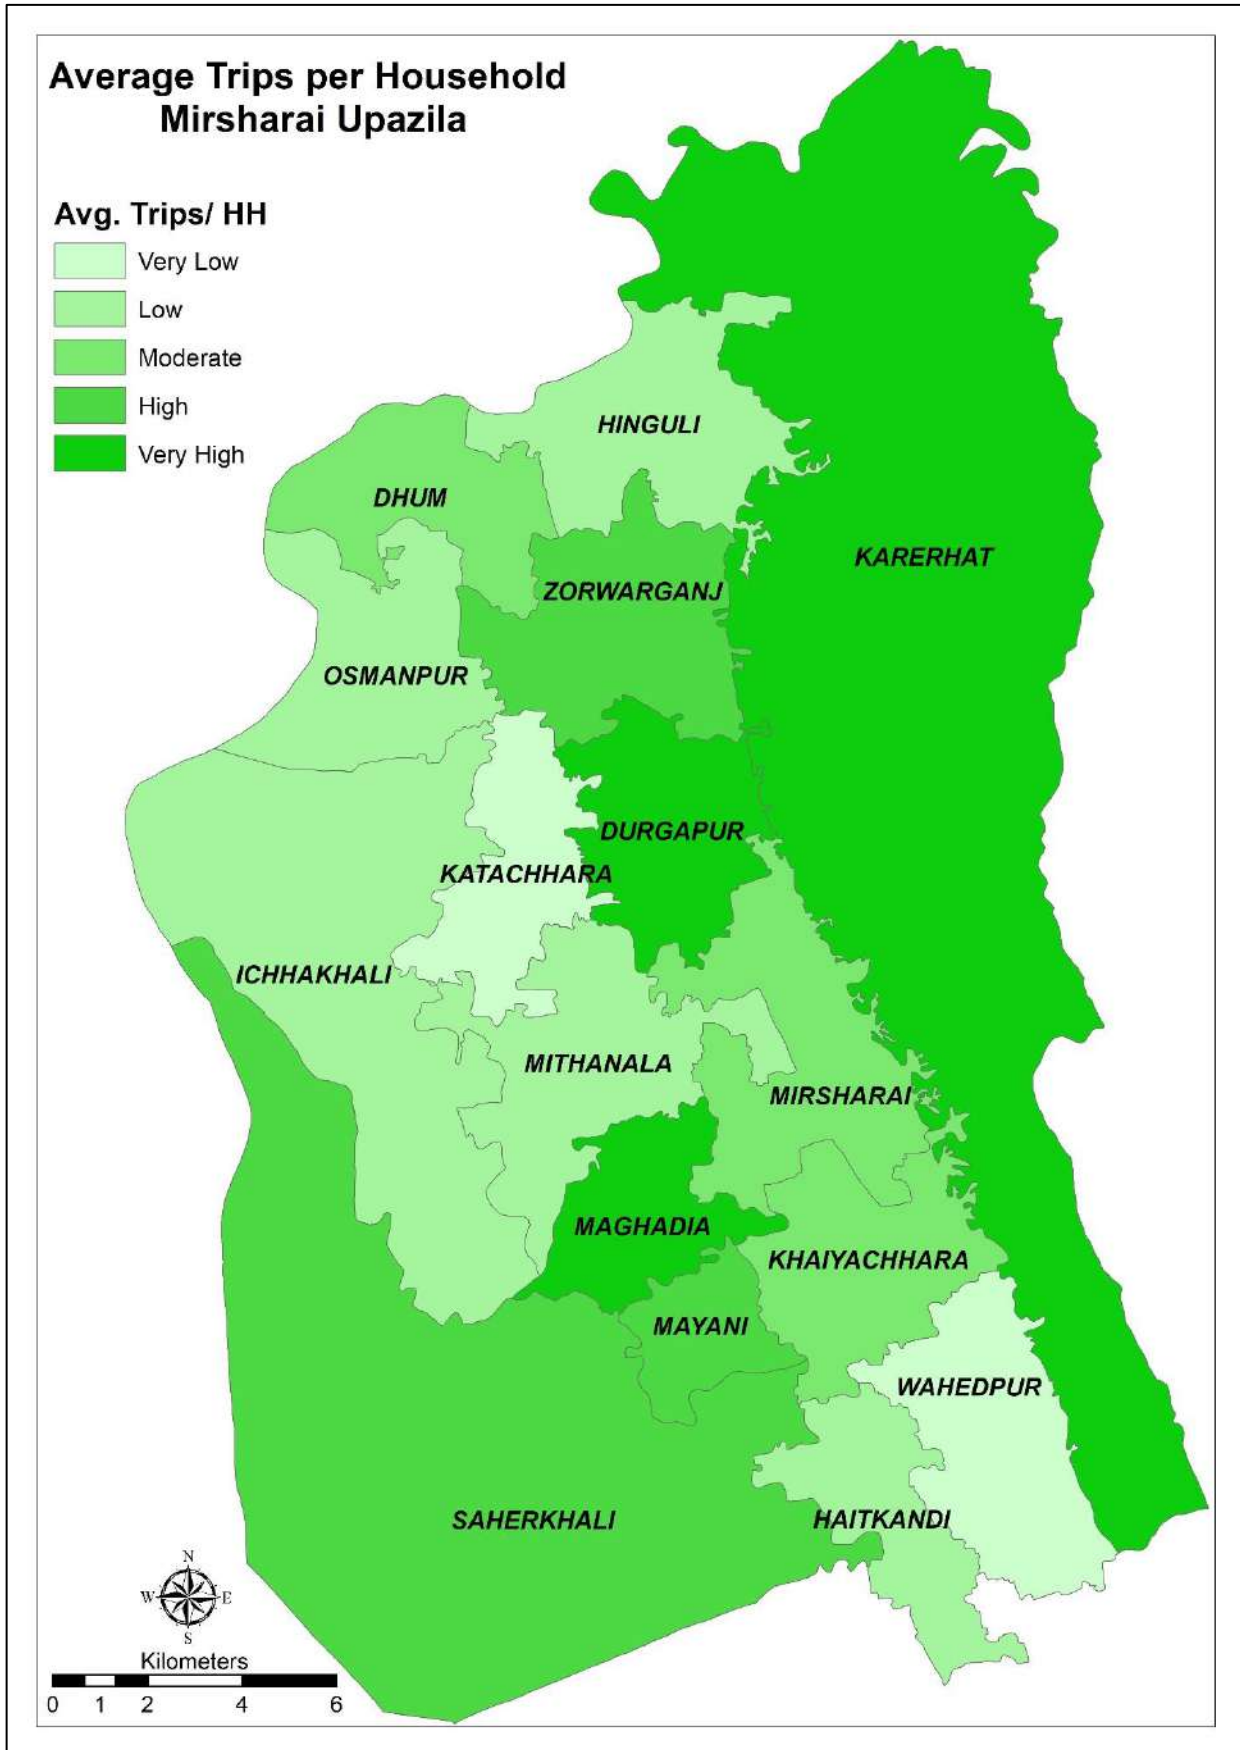 Average Trips per Household
Mirsharai Upazila
Avg. Trips/ HH
Very Low
Low
Moderate
High
Very High
HINGULI
DHUM
KARERHAT
ZORWARGANJ
OSMANPUR
DURGAPUR
KATACHHARA
ICHHAKHALI
MITHANALA
MIRSHARAI
MAGHADIA
KHAIYACHHARA
MAYANI
WAHEDPUR
SAHERKHALI
HAITKANDI
N
W E
S
Kilometers
0 1 2 4 6